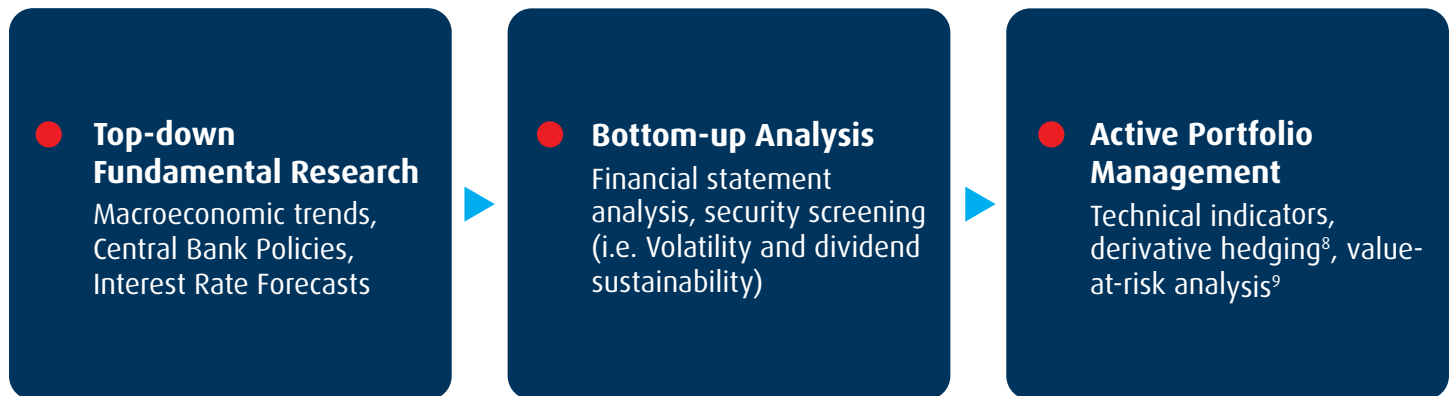 Top-down
Fundamental Research
Macroeconomic trends,
Central Bank Policies,
Interest Rate Forecasts
Bottom-up Analysis
Financial statement
analysis, security screening
(i.e. Volatility and dividend
sustainability)
Active Portfolio
Management
Technical indicators,
derivative hedging⁸, value-
at-risk analysis⁹